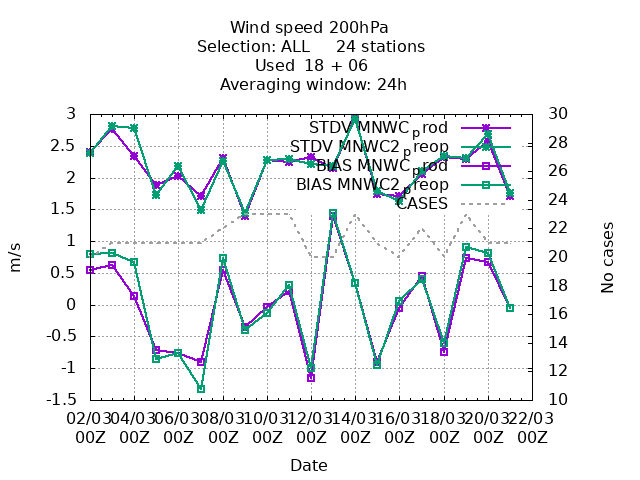 Wind speed 200hPa
Selection: ALL 24 stations
Used 18 + 06
Averaging window: 24h
3
2.5
2
1.5
1
0.5
0
-0.5
-1
-1.5
m/s
30
28
26
24
22
20
18
16
14
12
10
No cases
STDV MNWCprod
STDV MNWC2preop
BIAS MNWCprod
BIAS MNWC2preop
CASES
02/03 04/03 06/03 08/03 10/03 12/03 14/03 16/03 18/03 20/03 22/03
00Z 00Z 00Z 00Z 00Z 00Z 00Z 00Z 00Z 00Z 00Z
Date